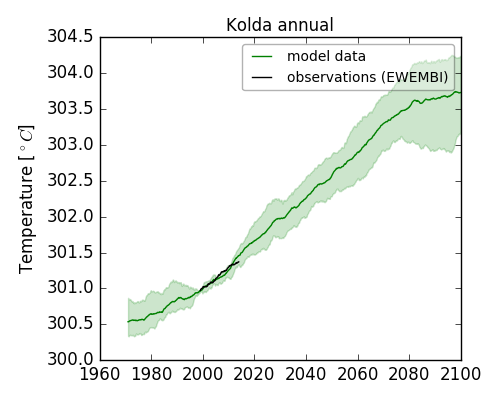 Kolda annual
model data
observations (EWEMBI)
Temperature [°C]
304.5
304.0
303.5
303.0
302.5
302.0
301.5
301.0
300.5
300.0
1960 1980 2000 2020 2040 2060 2080 2100